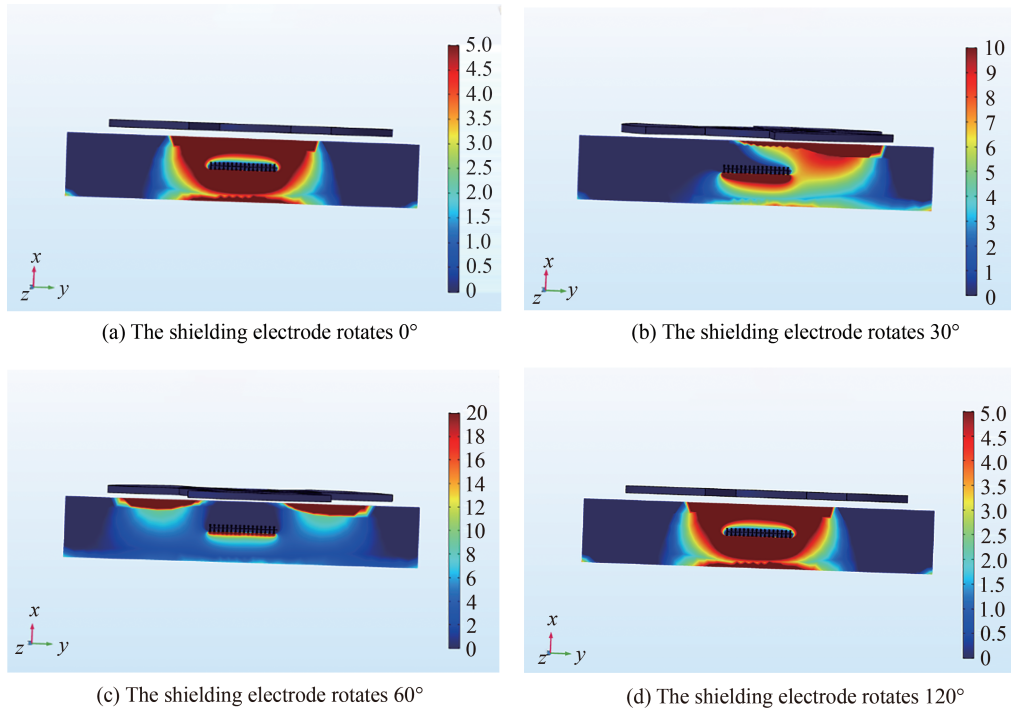 5.0
4.5
4.0
3.5
3.0
2.5
2.0
1.5
1.0
0.5
0
x
z
y
(a) The shielding electrode rotates 0°
10
9
8
7
6
5
4
3
2
1
0
x
z
y
(b) The shielding electrode rotates 30°
20
18
16
14
12
10
8
6
4
2
0
x
z
y
(c) The shielding electrode rotates 60°
5.0
4.5
4.0
3.5
3.0
2.5
2.0
1.5
1.0
0.5
0
x
z
y
(d) The shielding electrode rotates 120°